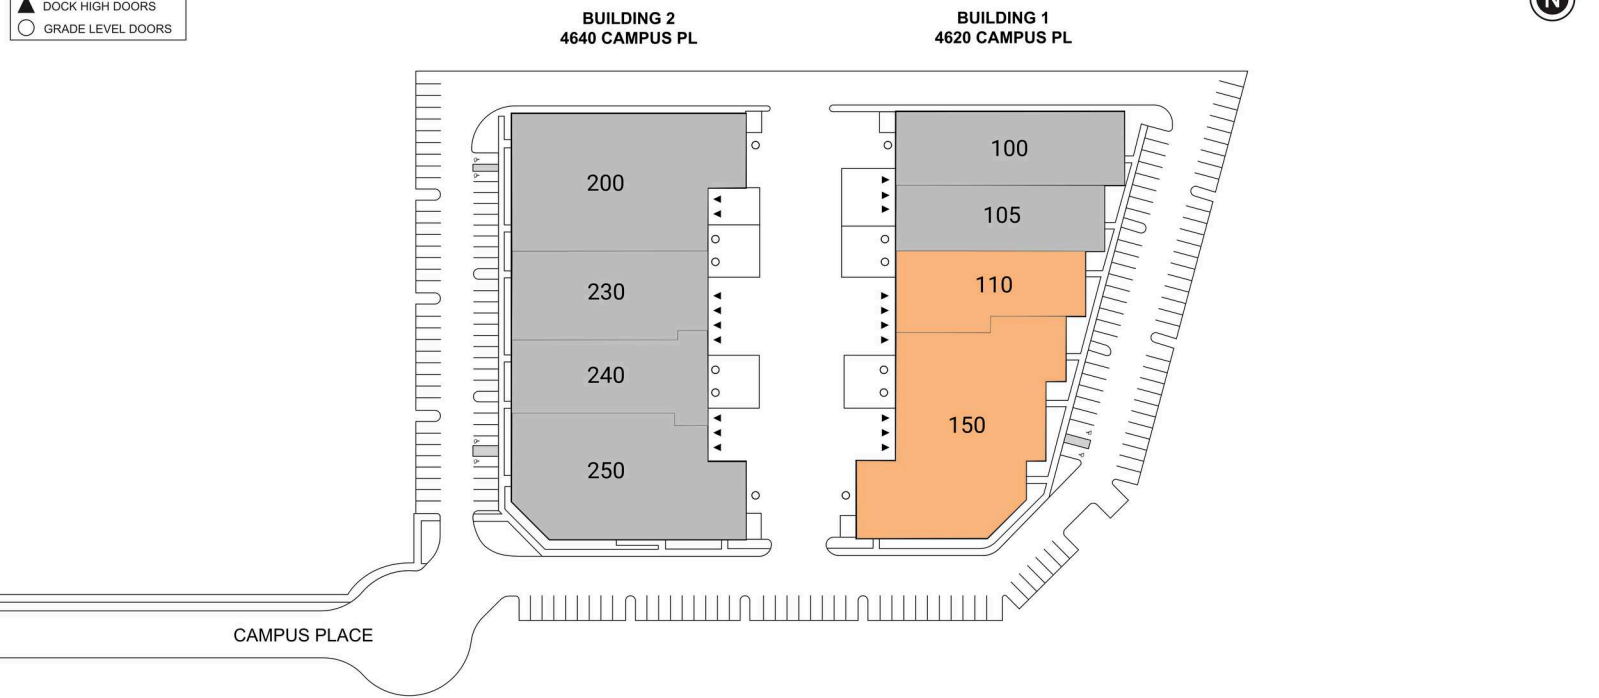 DOCK HIGH DOORS
GRADE LEVEL DOORS
BUILDING 2
4640 CAMPUS PL
BUILDING 1
4620 CAMPUS PL
N
200
230
240
250
100
105
110
150
CAMPUS PLACE